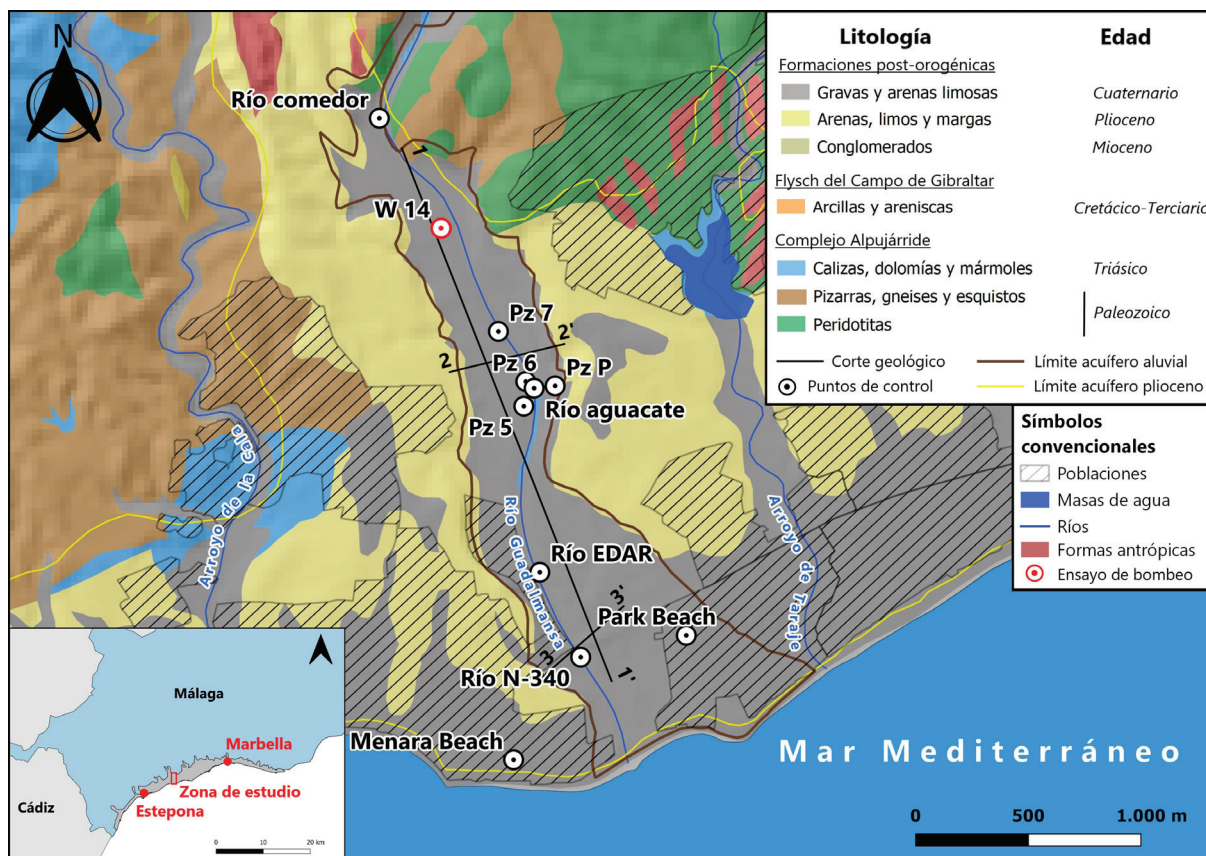 N
Río comedor
1
W 14
Pz 7
2'
2
Pz 6
Pz P
Río aguacate
Pz 5
Arroyo de la Cala
Río Guadalmansa
Arroyo de Taraje
Río EDAR
3'
Park Beach
3
Río N-340
1'
Menara Beach
Mar Mediterráneo
0 500 1.000 m
Litología Edad
Formaciones post-orogénicas
Gravas y arenas limosas Cuaternario
Arenas, limos y margas Plioceno
Conglomerados Mioceno
Flysch del Campo de Gibraltar
Arcillas y areniscas Cretácico-Terciario
Complejo Alpujárride
Calizas, dolomías y mármoles Triásico
Pizarras, gneises y esquistos
Paleozoico
Peridotitas
Corte geológico Límite acuífero aluvial
Puntos de control Límite acuífero plioceno
Símbolos
convencionales
Poblaciones
Masas de agua
Ríos
Formas antrópicas
Ensayo de bombeo
Málaga
Marbella
Zona de estudio
Cádiz
Estepona
0 10 20 km